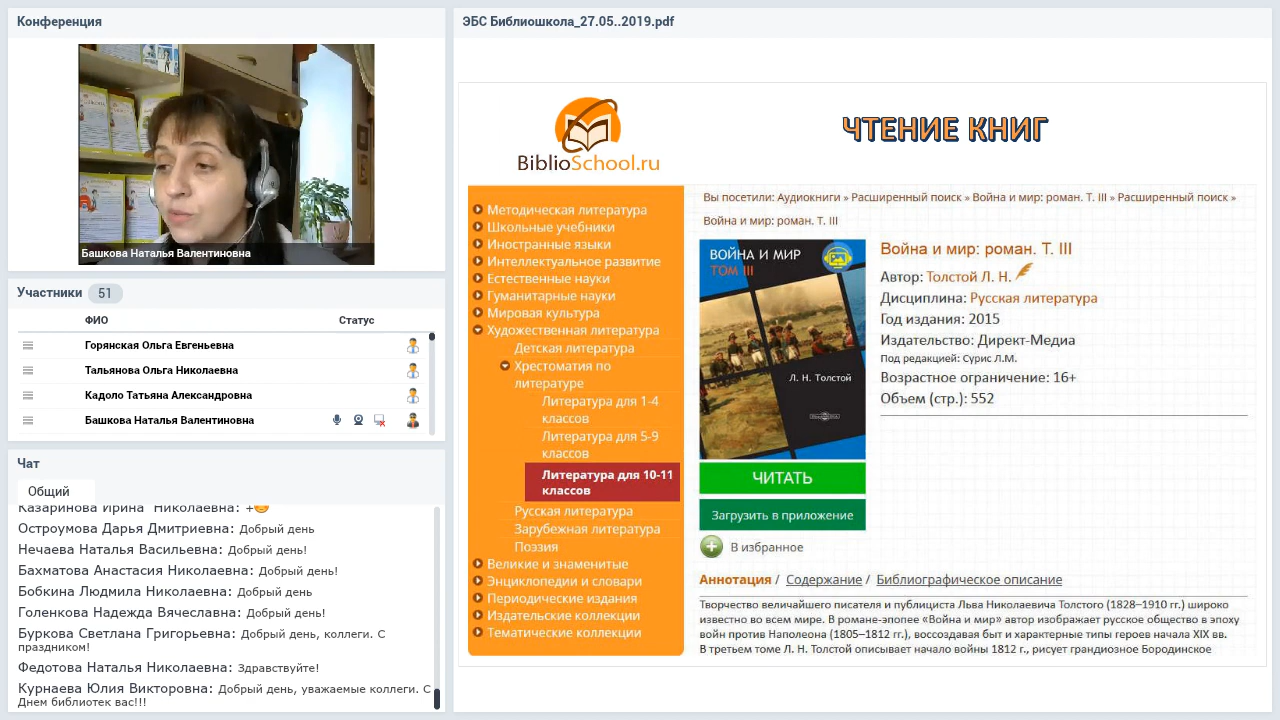 Конференция
Башкова Наталья Валентиновна
Участники 51
ФИО Статус
Горянская Ольга Евгеньевна
Тальянова Ольга Николаевна
Кадоло Татьяна Александровна
Башкова Наталья Валентиновна
Чат
Общий
Казаринова Ирина Николаевна: +
Остроумова Дарья Дмитриевна: Добрый день
Нечаева Наталья Васильевна: Добрый день!
Бахматова Анастасия Николаевна: Добрый день!
Бобкина Людмила Николаевна: Добрый день
Голенкова Надежда Вячеславна: Добрый день!
Буркова Светлана Григорьевна: Добрый день, коллеги. С
праздником!
Федотова Наталья Николаевна: Здравствуйте!
Курнаева Юлия Викторовна: Добрый день, уважаемые коллеги. С
Днем библиотек вас!!!
ЭБС Библиошкола_27.05..2019.pdf
BiblioSchool.ru
ЧТЕНИЕ КНИГ
Методическая литература
Школьные учебники
Иностранные языки
Интеллектуальное развитие
Естественные науки
Гуманитарные науки
Мировая культура
Художественная литература
Детская литература
Хрестоматия по
литературе
Литература для 1-4
классов
Литература для 5-9
классов
Литература для 10-11
классов
Русская литература
Зарубежная литература
Поэзия
Великие и знаменитые
Энциклопедии и словари
Периодические издания
Издательские коллекции
Тематические коллекции
Вы посетили: Аудиокниги » Расширенный поиск » Война и мир: роман. Т. III » Расширенный поиск »
Война и мир: роман. Т. III
ВОЙНА И МИР
ТОМ III
Л. Н. Толстой
ЧИТАТЬ
Загрузить в приложение
В избранное
Война и мир: роман. Т. III
Автор: Толстой Л. Н.
Дисциплина: Русская литература
Год издания: 2015
Издательство: Директ-Медиа
Под редакцией: Сурис Л.М.
Возрастное ограничение: 16+
Объем (стр.): 552
Аннотация / Содержание / Библиографическое описание
Творчество величайшего писателя и публициста Льва Николаевича Толстого (1828–1910 гг.) широко
известно во всем мире. В романе-эпопее «Война и мир» автор изображает русское общество в эпоху
войн против Наполеона (1805–1812 гг.), воссоздавая быт и характерные типы героев начала XIX вв.
В третьем томе Л. Н. Толстой описывает начало войны 1812 г., рисует грандиозное Бородинское